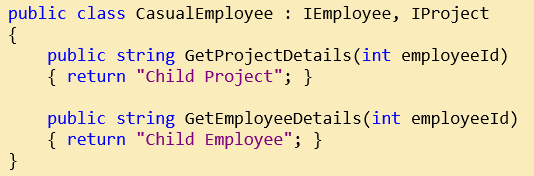 public class CasualEmployee : IEmployee, IProject
{
    public string GetProjectDetails(int employeeId)
    { return "Child Project"; }

    public string GetEmployeeDetails(int employeeId)
    { return "Child Employee"; }
}